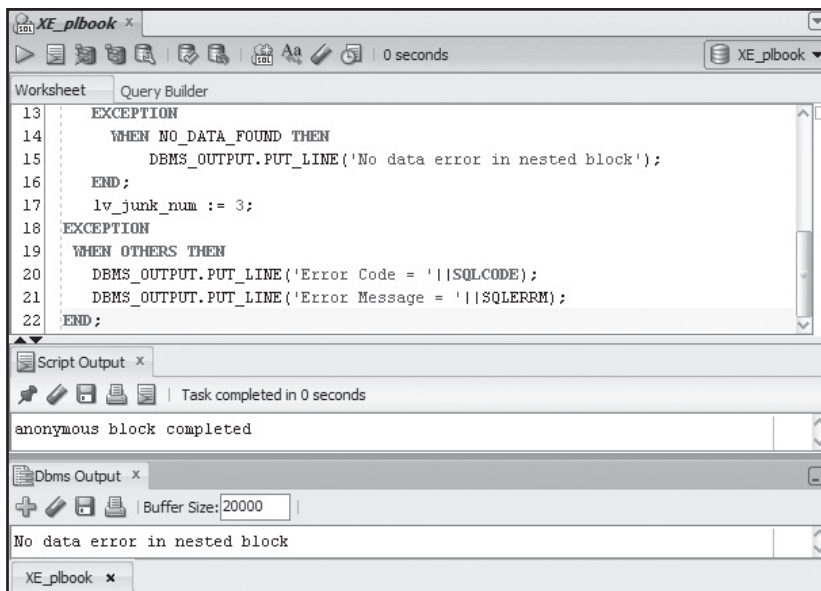 XE_plbook
0 seconds
XE_plbook
Worksheet
Query Builder
13 EXCEPTION
14 WHEN NO_DATA_FOUND THEN
15 DBMS_OUTPUT.PUT_LINE('No data error in nested block');
16 END;
17 lv_junk_num := 3;
18 EXCEPTION
19 WHEN OTHERS THEN
20 DBMS_OUTPUT.PUT_LINE('Error Code = '||SQLCODE);
21 DBMS_OUTPUT.PUT_LINE('Error Message = '||SQLERRM);
22 END;
Script Output
Task completed in 0 seconds
anonymous block completed
Dbms Output
Buffer Size: 20000
No data error in nested block
XE_plbook